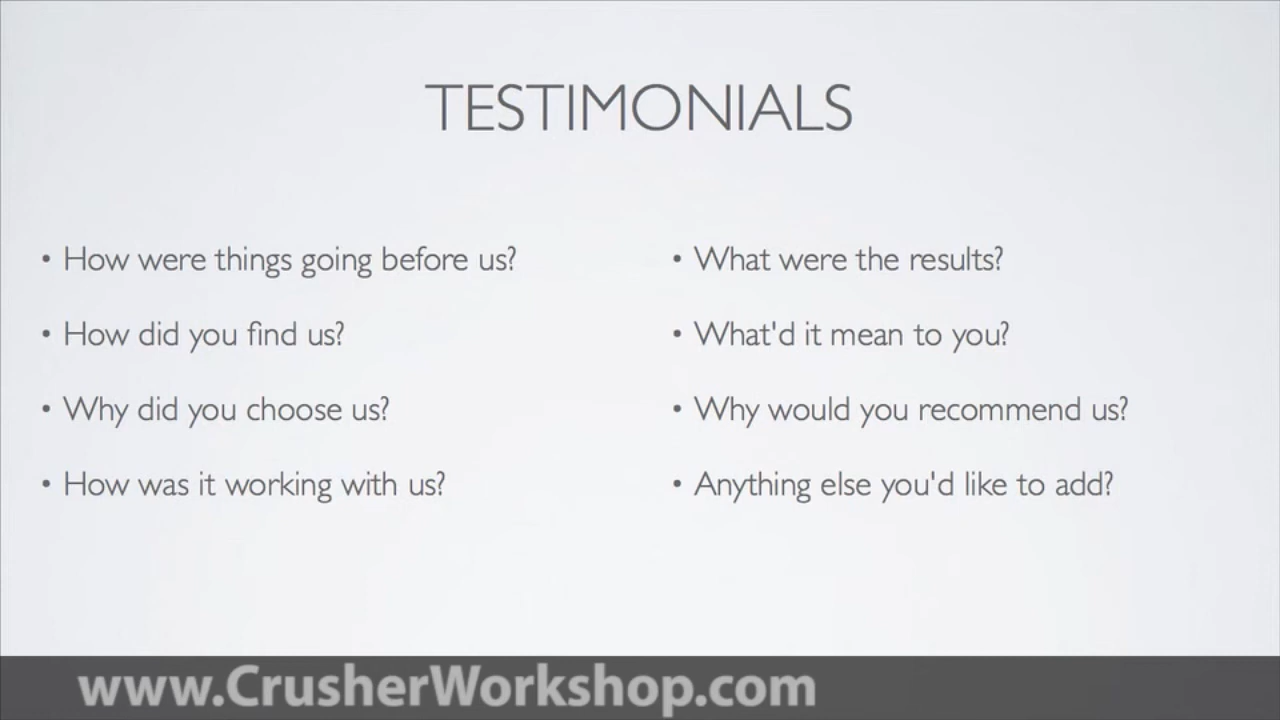 TESTIMONIALS
• How were things going before us?
• How did you find us?
• Why did you choose us?
• How was it working with us?
• What were the results?
• What'd it mean to you?
• Why would you recommend us?
• Anything else you'd like to add?
www.CrusherWorkshop.com